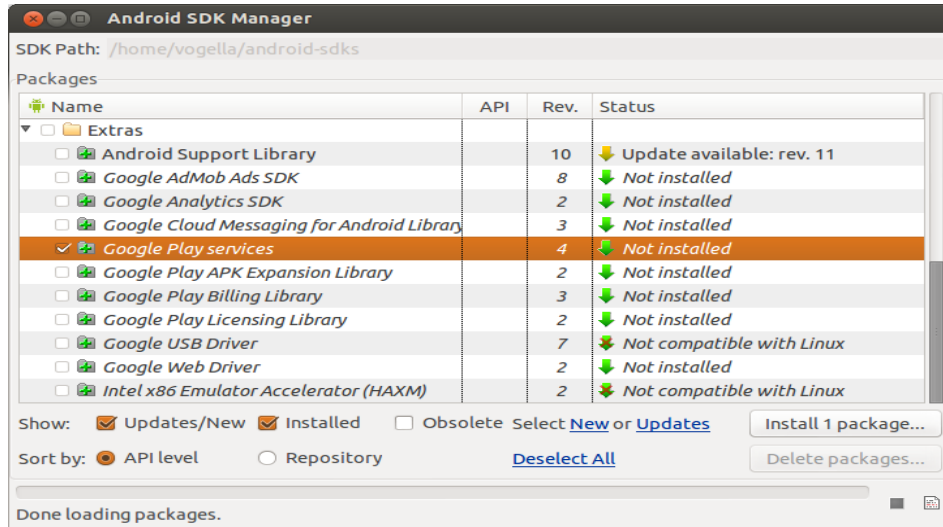 Android SDK Manager
SDK Path: /home/vogella/android-sdks
Packages
Name API Rev. Status
Extras
Android Support Library 10 Update available: rev. 11
Google AdMob Ads SDK 8 Not installed
Google Analytics SDK 2 Not installed
Google Cloud Messaging for Android Library 3 Not installed
Google Play services 4 Not installed
Google Play APK Expansion Library 2 Not installed
Google Play Billing Library 3 Not installed
Google Play Licensing Library 2 Not installed
Google USB Driver 7 Not compatible with Linux
Google Web Driver 2 Not installed
Intel x86 Emulator Accelerator (HAXM) 2 Not compatible with Linux
Show: Updates/New Installed Obsolete Select New or Updates Install 1 package...
Sort by: API level Repository Deselect All Delete packages...
Done loading packages.